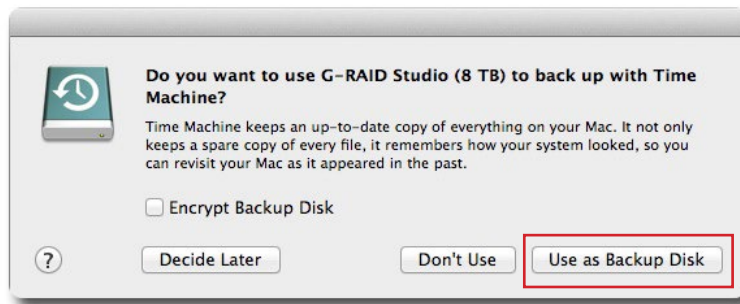 Do you want to use G-RAID Studio (8 TB) to back up with Time
Machine?
Time Machine keeps an up-to-date copy of everything on your Mac. It not only
keeps a spare copy of every file, it remembers how your system looked, so you
can revisit your Mac as it appeared in the past.
Encrypt Backup Disk
? Decide Later Don't Use Use as Backup Disk